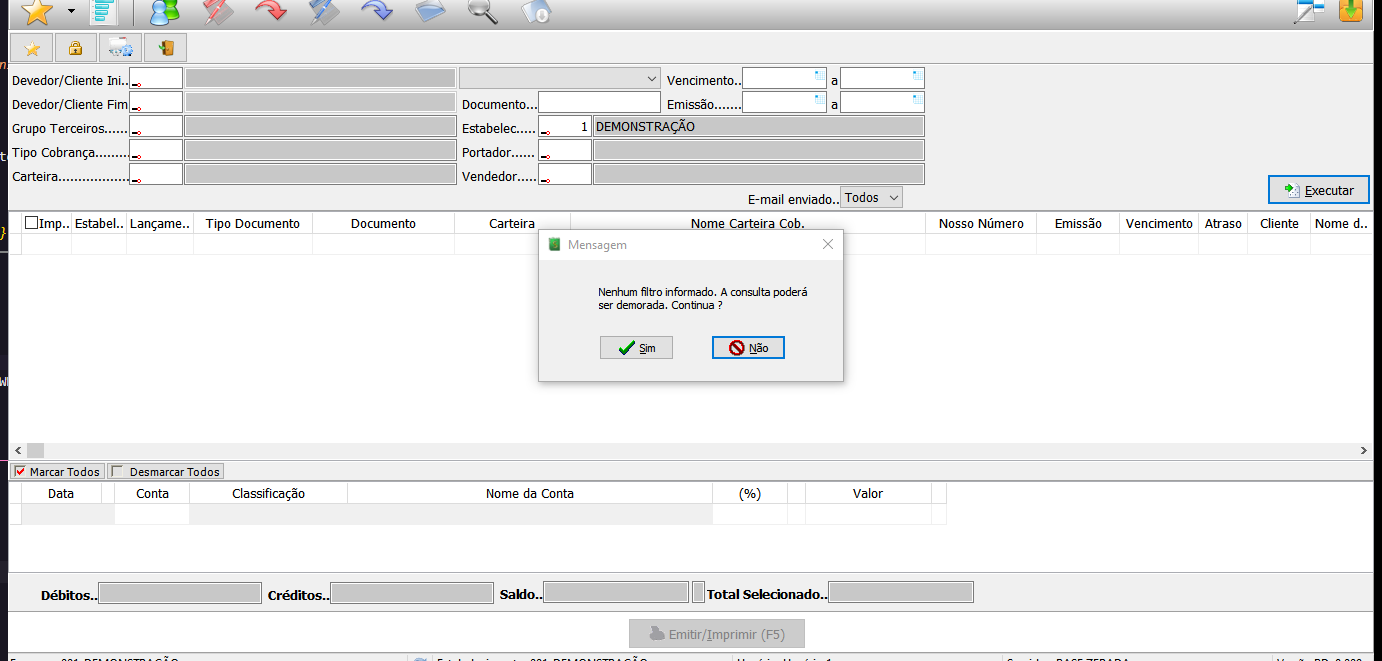 Devedor/Cliente Ini.. Vencimento.. a
Devedor/Cliente Fim Documento... Emissão....... a
Grupo Terceiros...... Estabelec..... 1 DEMONSTRAÇÃO
Tipo Cobrança......... Portador......
Carteira.................. Vendedor.....
E-mail enviado.. Todos
Executar
Imp.. Estabel.. Lançame.. Tipo Documento Documento Carteira Nome Carteira Cob. Nosso Número Emissão Vencimento Atraso Cliente Nome d..
Mensagem
Nenhum filtro informado. A consulta poderá
ser demorada. Continua ?
Sim Não
Marcar Todos Desmarcar Todos
Data Conta Classificação Nome da Conta (%) Valor
Débitos.. Créditos.. Saldo.. Total Selecionado..
Emitir/Imprimir (F5)